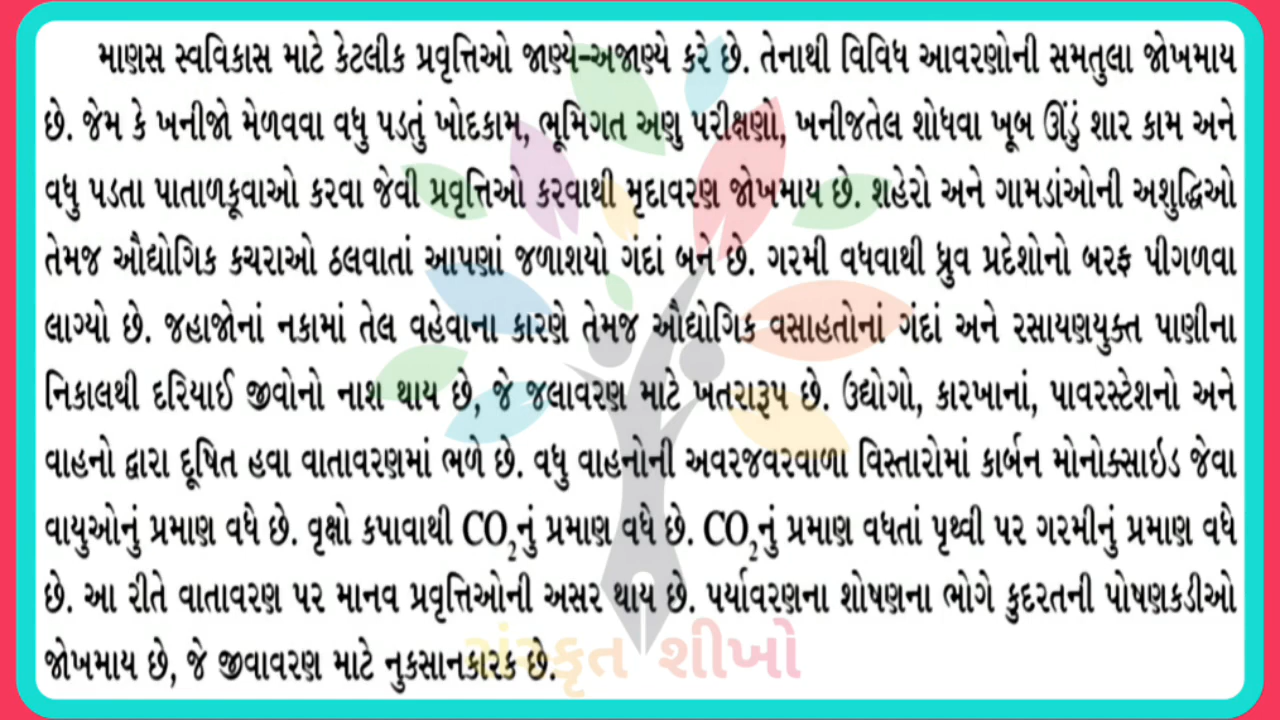 માણસ સ્વવિકાસ માટે કેટલીક પ્રવૃત્તિઓ જાણ્યે-અજાણ્યે કરે છે. તેનાથી વિવિધ આવરણોની સમતુલા જોખમાય
છે. જેમ કે ખનીજો મેળવવા વધુ પડતું ખોદકામ, ભૂમિગત અણુ પરીક્ષણો, ખનીજતેલ શોધવા ખૂબ ઊંડું શાર કામ અને
વધુ પડતા પાતાળકૂવાઓ કરવા જેવી પ્રવૃત્તિઓ કરવાથી મૃદાવરણ જોખમાય છે. શહેરો અને ગામડાંઓની અશુદ્ધિઓ
તેમજ ઔદ્યોગિક કચરાઓ ઠલવાતાં આપણાં જળાશયો ગંદાં બને છે. ગરમી વધવાથી ધ્રુવ પ્રદેશોનો બરફ પીગળવા
લાગ્યો છે. જહાજોનાં નકામાં તેલ વહેવાના કારણે તેમજ ઔદ્યોગિક વસાહતોનાં ગંદાં અને રસાયણયુક્ત પાણીના
નિકાલથી દરિયાઈ જીવોનો નાશ થાય છે, જે જલાવરણ માટે ખતરારૂપ છે. ઉદ્યોગો, કારખાનાં, પાવરસ્ટેશનો અને
વાહનો દ્વારા દૂષિત હવા વાતાવરણમાં ભળે છે. વધુ વાહનોની અવરજવરવાળા વિસ્તારોમાં કાર્બન મોનોક્સાઇડ જેવા
વાયુઓનું પ્રમાણ વધે છે. વૃક્ષો કપાવાથી CO₂નું પ્રમાણ વધે છે. CO₂નું પ્રમાણ વધતાં પૃથ્વી પર ગરમીનું પ્રમાણ વધે
છે. આ રીતે વાતાવરણ પર માનવ પ્રવૃત્તિઓની અસર થાય છે. પર્યાવરણના શોષણના ભોગે કુદરતની પોષણકડીઓ
જોખમાય છે, જે જીવાવરણ માટે નુકસાનકારક છે.
સંસ્કૃત શીખો